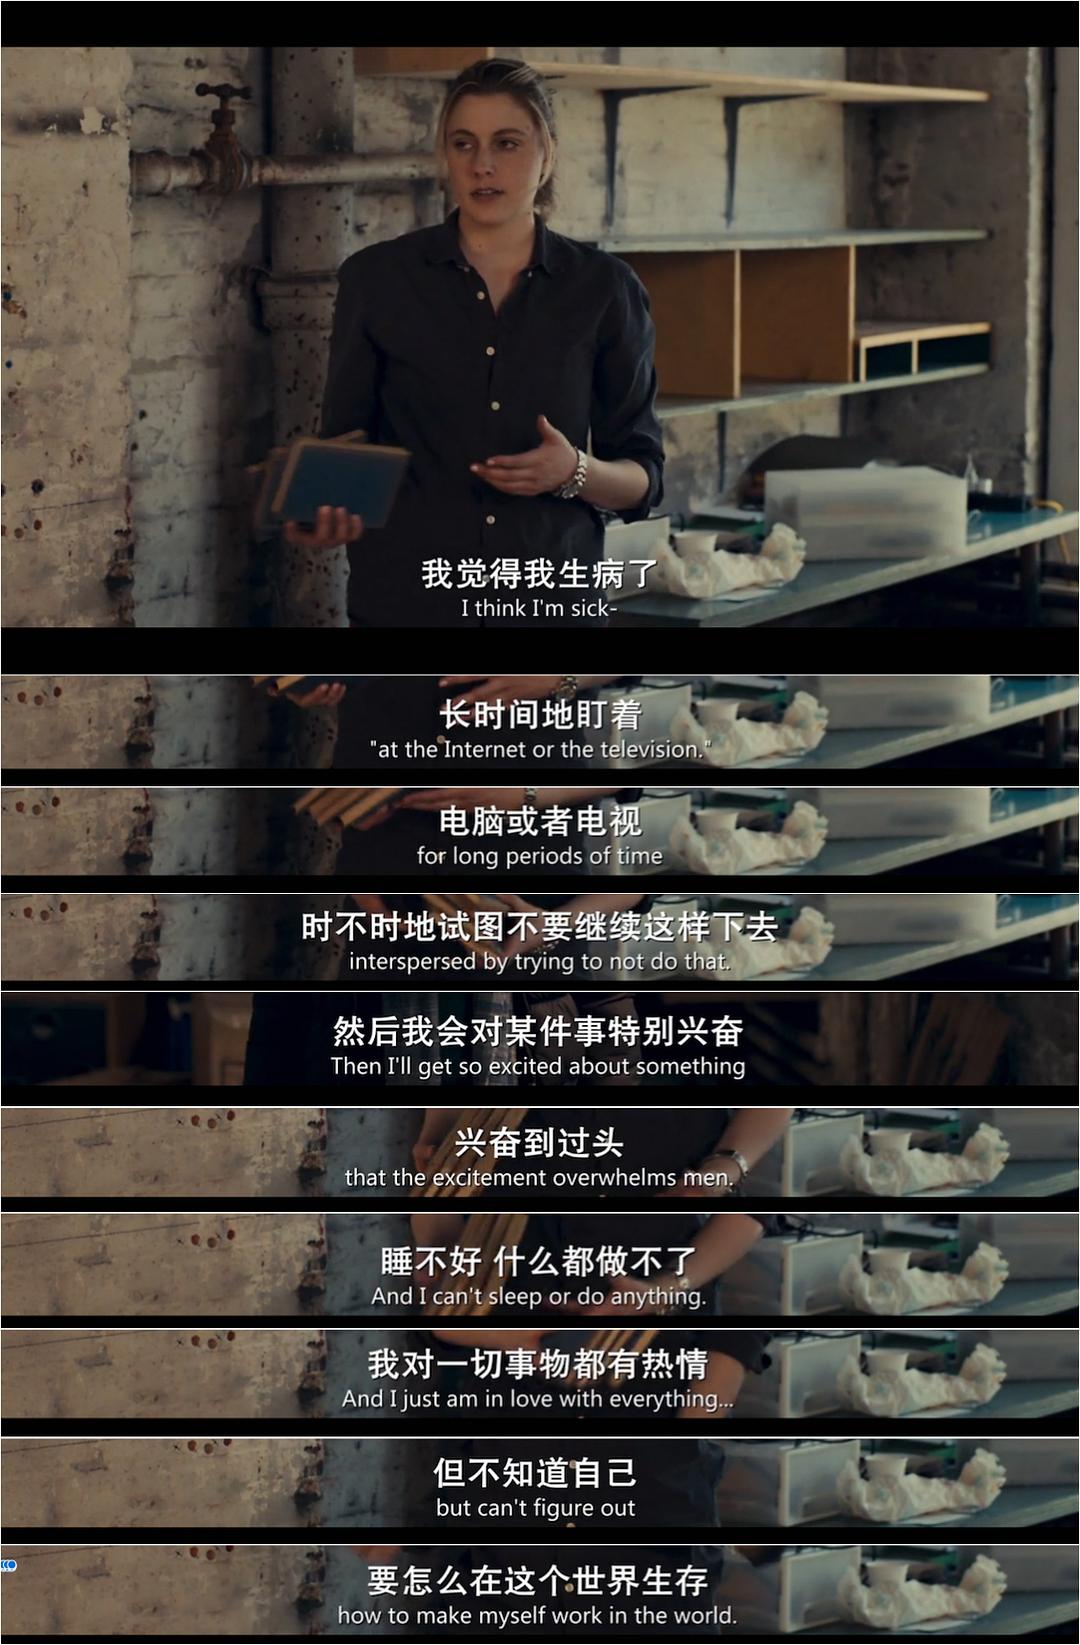 我觉得我生病了
I think I'm sick-
长时间地盯着
"at the Internet or the television."
电脑或者电视
for long periods of time
时不时地试图不要继续这样下去
interspersed by trying to not do that.
然后我会对某件事特别兴奋
Then I'll get so excited about something
兴奋到过头
that the excitement overwhelms men.
睡不好 什么都做不了
And I can't sleep or do anything.
我对一切事物都有热情
And I just am in love with everything...
但不知道自己
but can't figure out
要怎么在这个世界生存
how to make myself work in the world.